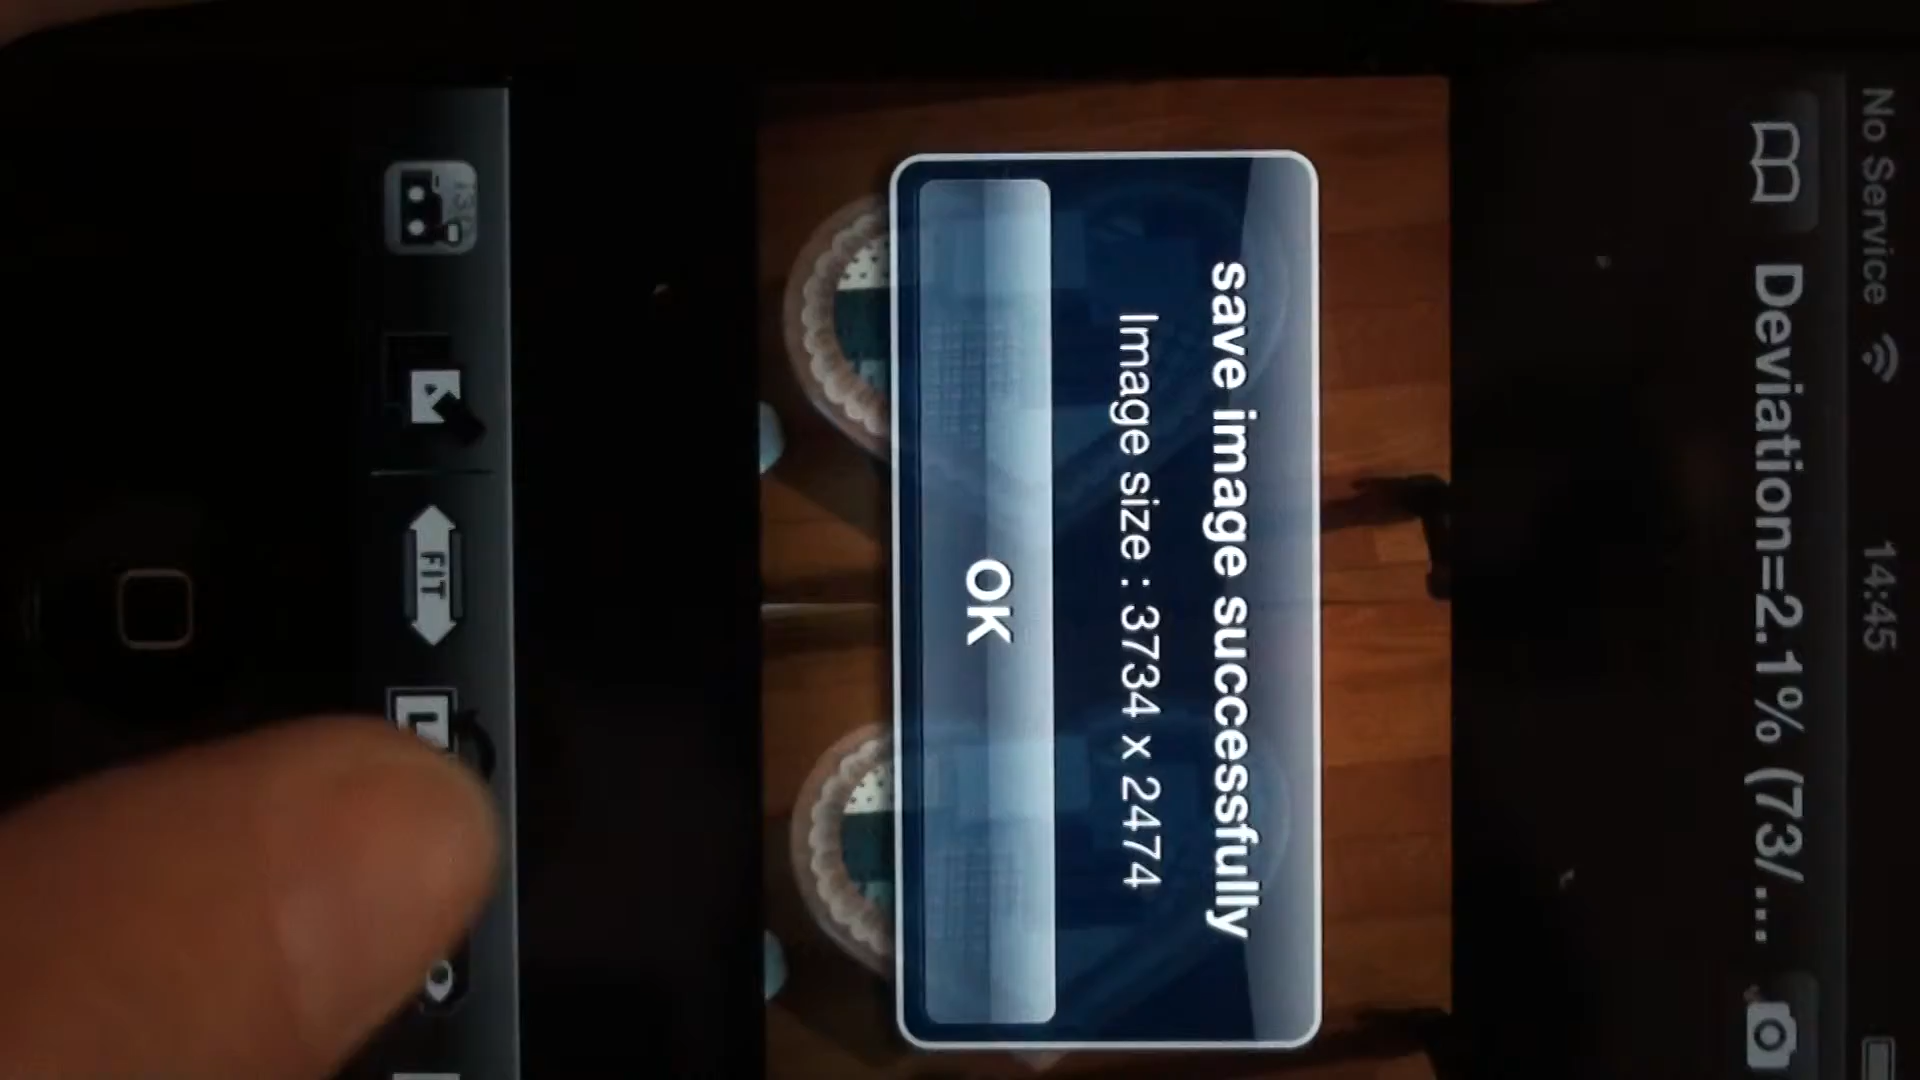 No Service 14:45
Deviation=2.1% (73/...
save image successfully
Image size : 3734 x 2474
OK
FIT